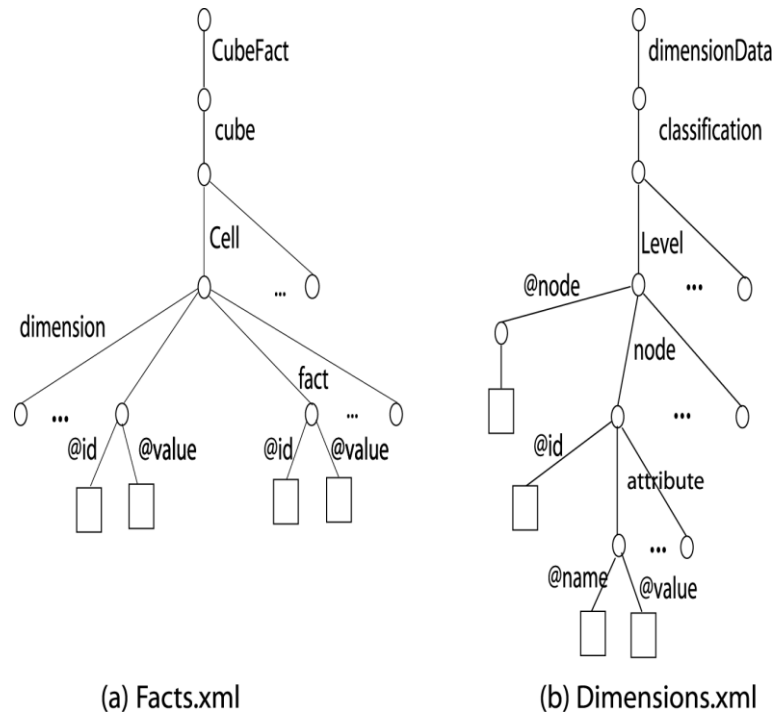 CubeFact
cube
Cell
...
dimension
fact
...
...
@id
@value
@id
@value
(a) Facts.xml
dimensionData
classification
Level
@node
...
node
...
@id
attribute
...
@name
@value
(b) Dimensions.xml